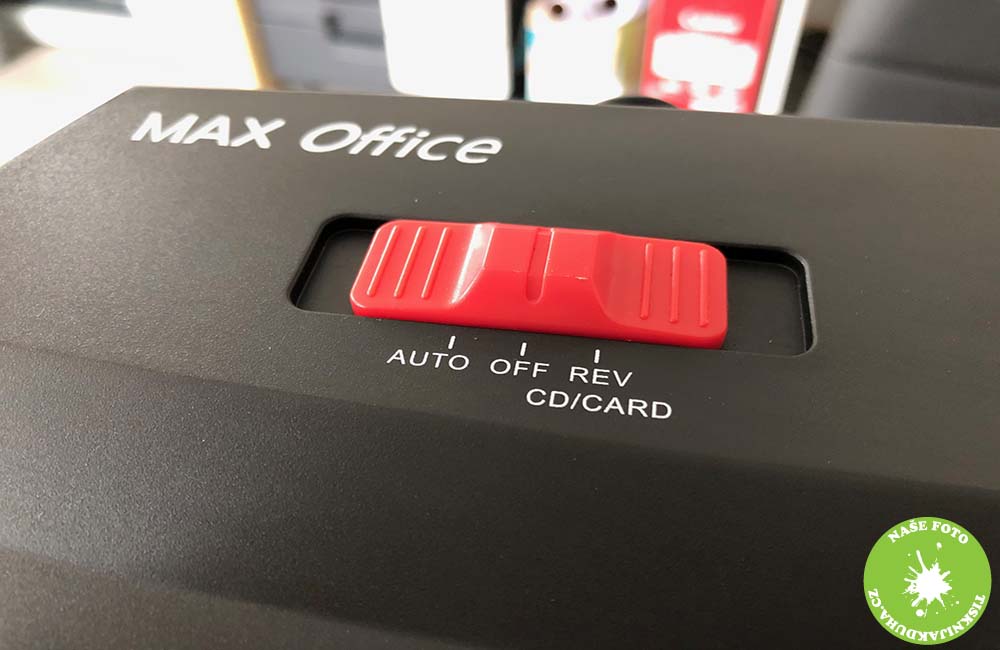 MAX Office
AUTO OFF REV
CD/CARD
NAŠE FOTO
TISKNIJAKDUHA.CZ